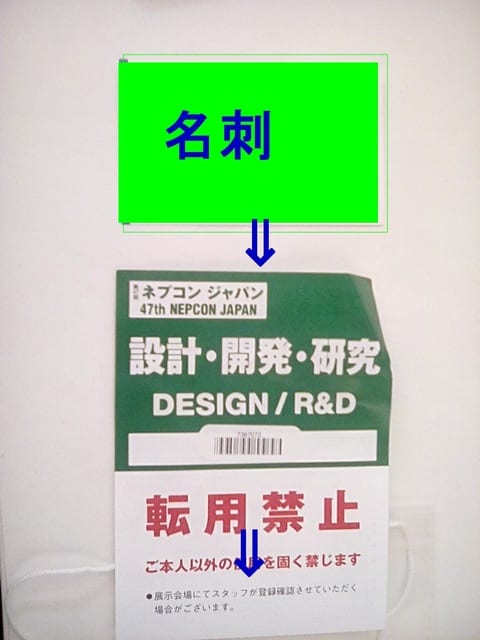 名刺
⇓
ネプコン ジャパン
47th NEPCON JAPAN
設計・開発・研究
DESIGN / R&D
転用禁止
⇓
ご本人以外の を固く禁じます
●展示会場にてスタッフが登録確認させていただく
場合がございます。